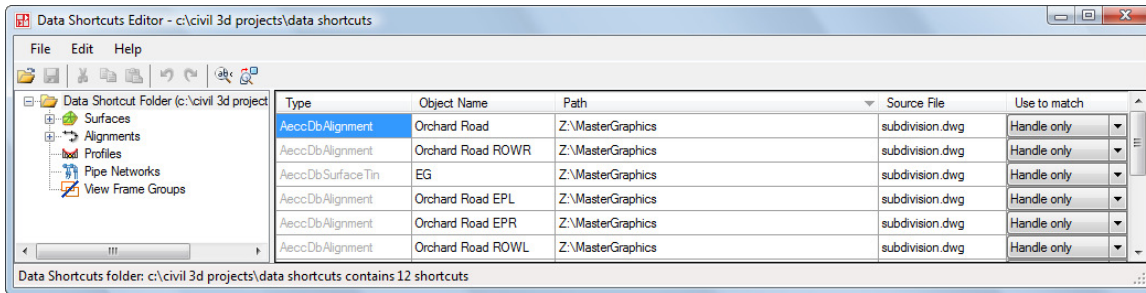 Data Shortcuts Editor - c:\civil 3d projects\data shortcuts
File Edit Help
Data Shortcut Folder (c:\civil 3d project
Surfaces
Alignments
Profiles
Pipe Networks
View Frame Groups
Type Object Name Path Source File Use to match
AeccDbAlignment Orchard Road Z:\MasterGraphics subdivision.dwg Handle only
AeccDbAlignment Orchard Road ROWR Z:\MasterGraphics subdivision.dwg Handle only
AeccDbSurfaceTin EG Z:\MasterGraphics subdivision.dwg Handle only
AeccDbAlignment Orchard Road EPL Z:\MasterGraphics subdivision.dwg Handle only
AeccDbAlignment Orchard Road EPR Z:\MasterGraphics subdivision.dwg Handle only
AeccDbAlignment Orchard Road ROWL Z:\MasterGraphics subdivision.dwg Handle only
Data Shortcuts folder: c:\civil 3d projects\data shortcuts contains 12 shortcuts